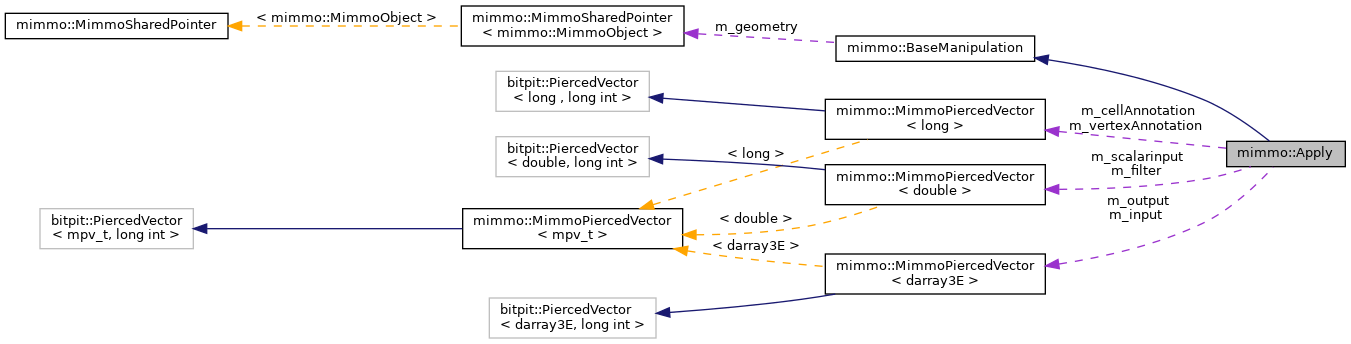 mimmo::MimmoSharedPointer
< mimmo::MimmoObject >
mimmo::MimmoSharedPointer
< mimmo::MimmoObject >
m_geometry
mimmo::BaseManipulation
bitpit::PiercedVector
< long , long int >
mimmo::MimmoPiercedVector
< long >
m_cellAnnotation
m_vertexAnnotation
mimmo::Apply
bitpit::PiercedVector
< double, long int >
< long >
mimmo::MimmoPiercedVector
< double >
m_scalarinput
m_filter
bitpit::PiercedVector
< mpv_t, long int >
mimmo::MimmoPiercedVector
< mpv_t >
< double >
< darray3E >
m_output
m_input
mimmo::MimmoPiercedVector
< darray3E >
bitpit::PiercedVector
< darray3E, long int >